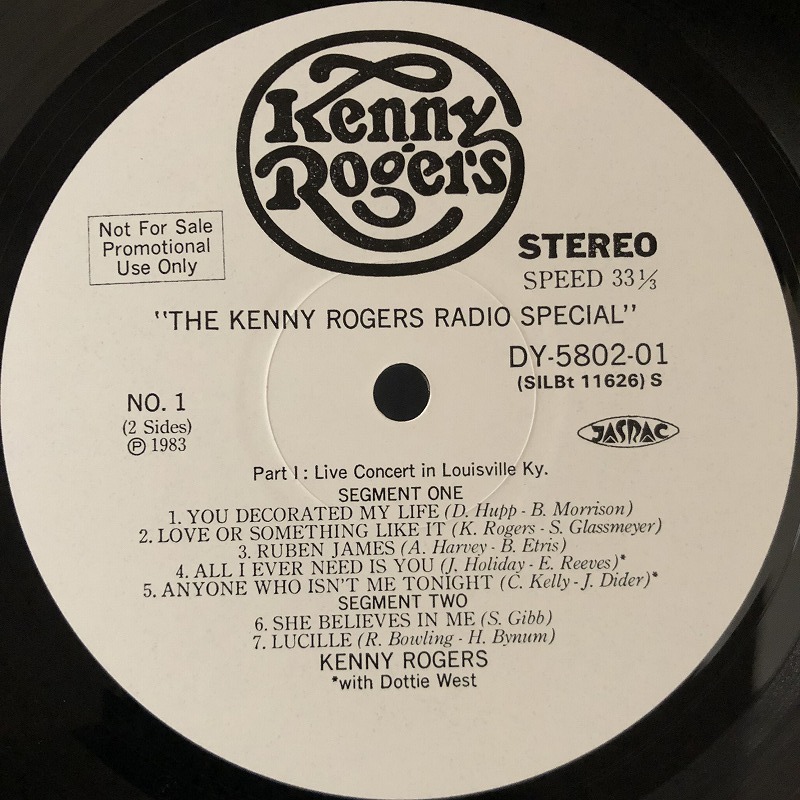 Kenny
Rogers
Not For Sale
Promotional
Use Only
STEREO
SPEED 33 1/3
"THE KENNY ROGERS RADIO SPECIAL"
DY-5802-01
(SILBt 11626) S
NO. 1
(2 Sides)
Ⓟ 1983
JASRAC
Part I : Live Concert in Louisville Ky.
SEGMENT ONE
1. YOU DECORATED MY LIFE (D. Hupp - B. Morrison)
2. LOVE OR SOMETHING LIKE IT (K. Rogers - S. Glassmeyer)
3. RUBEN JAMES (A. Harvey - B. Etris)
4. ALL I EVER NEED IS YOU (J. Holiday - E. Reeves)*
5. ANYONE WHO ISN'T ME TONIGHT (C. Kelly - J. Dider)*
SEGMENT TWO
6. SHE BELIEVES IN ME (S. Gibb)
7. LUCILLE (R. Bowling - H. Bynum)
KENNY ROGERS
*with Dottie West